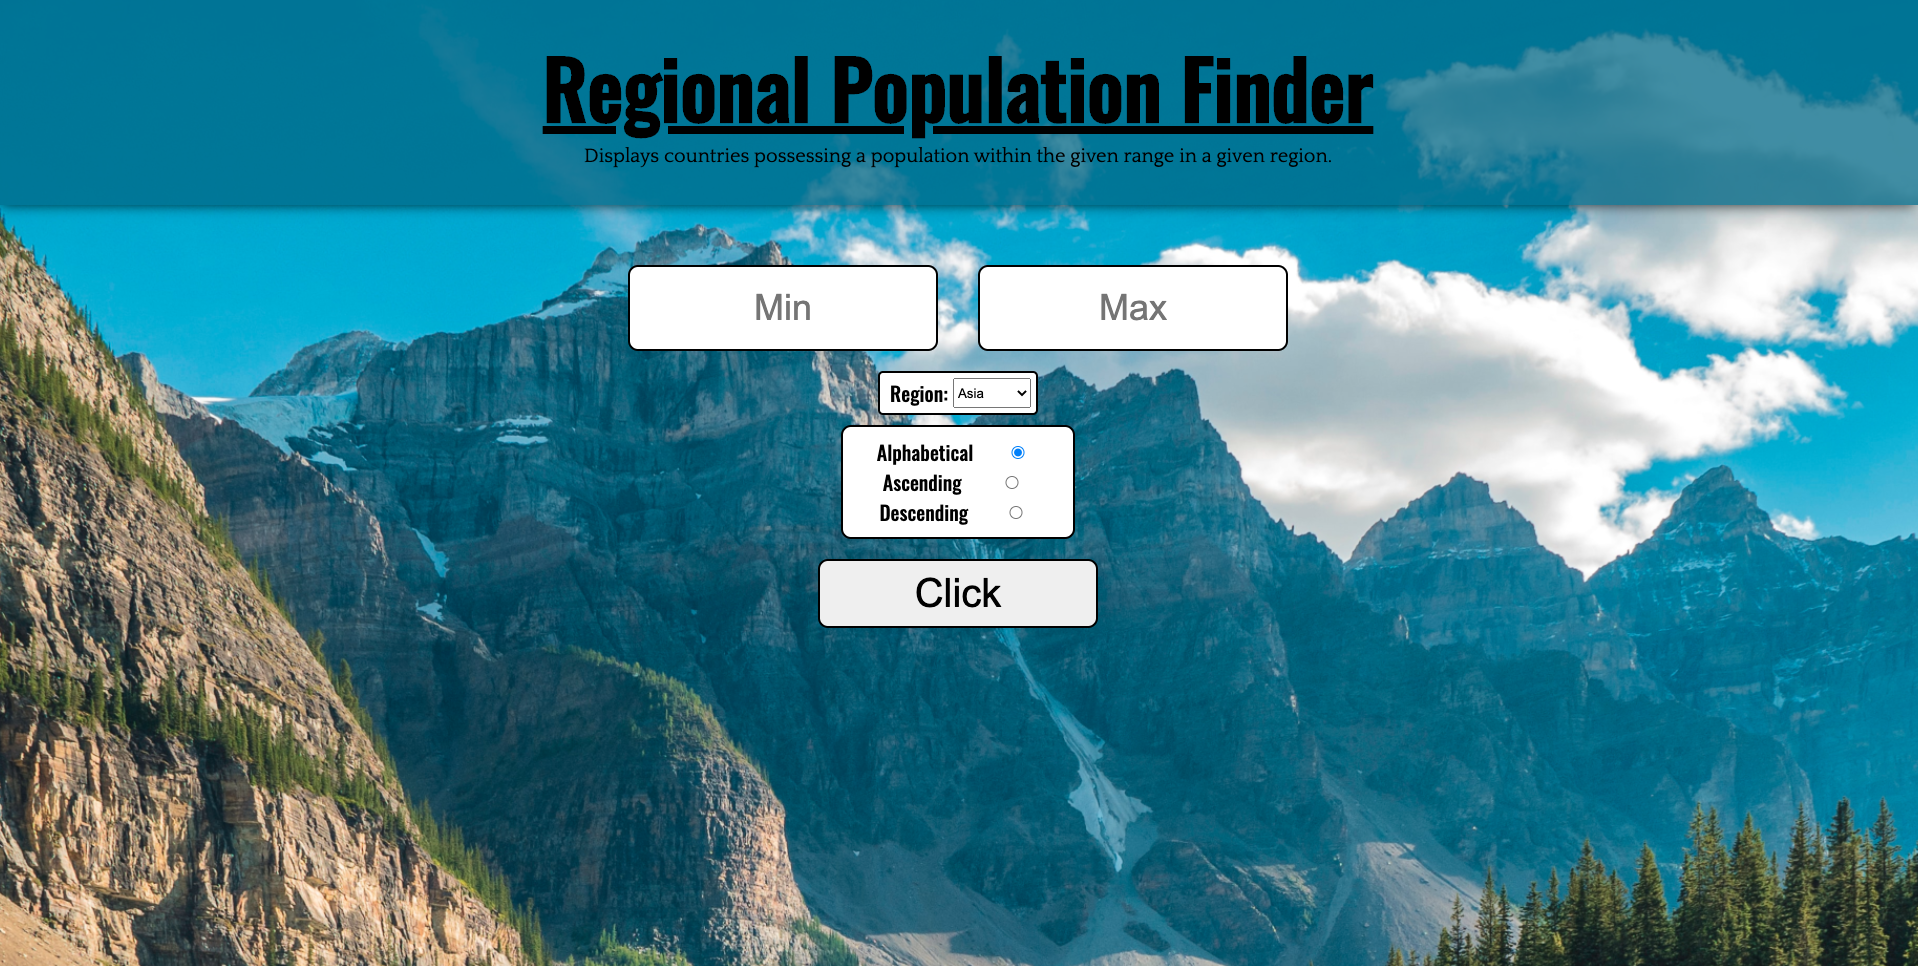 Regional Population Finder
Displays countries possessing a population within the given range in a given region.
Min Max
Region: Asia
Alphabetical
Ascending
Descending
Click